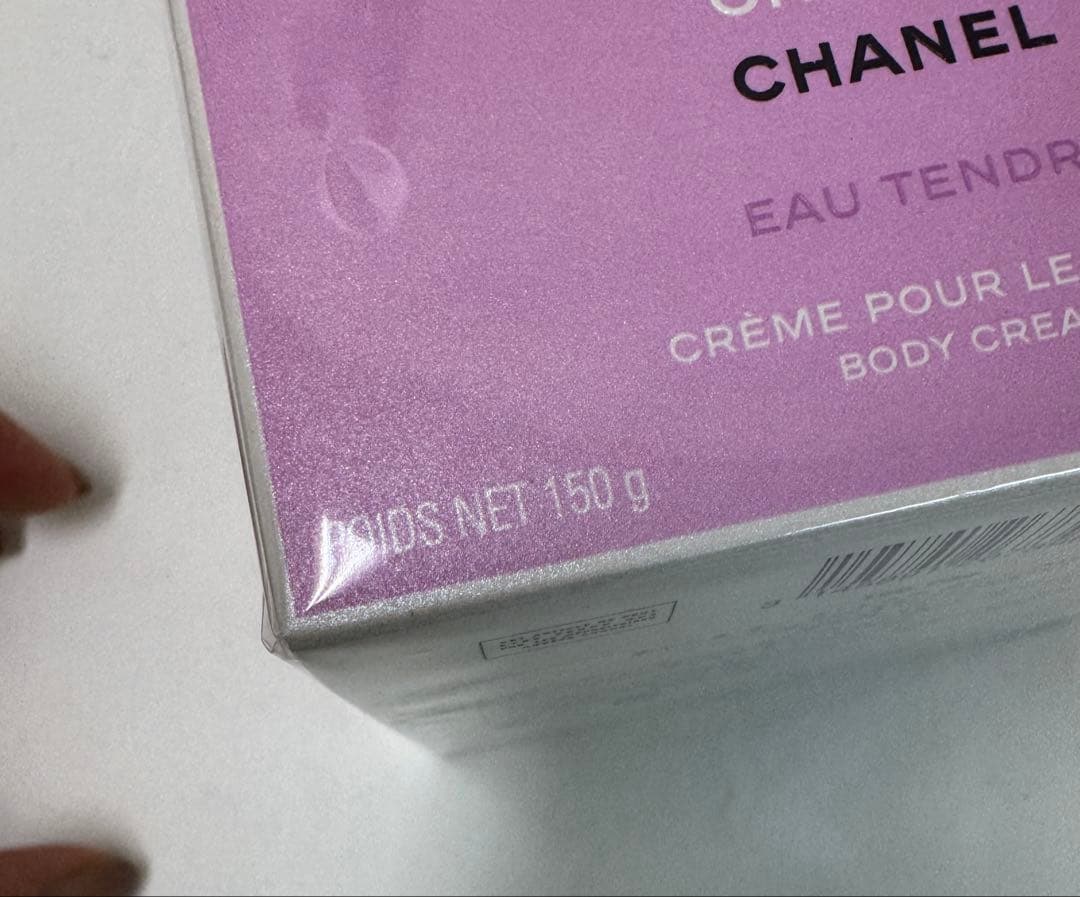 CHANEL
EAU TENDR
CRÈME POUR LE
BODY CREA
POIDS NET 150 g